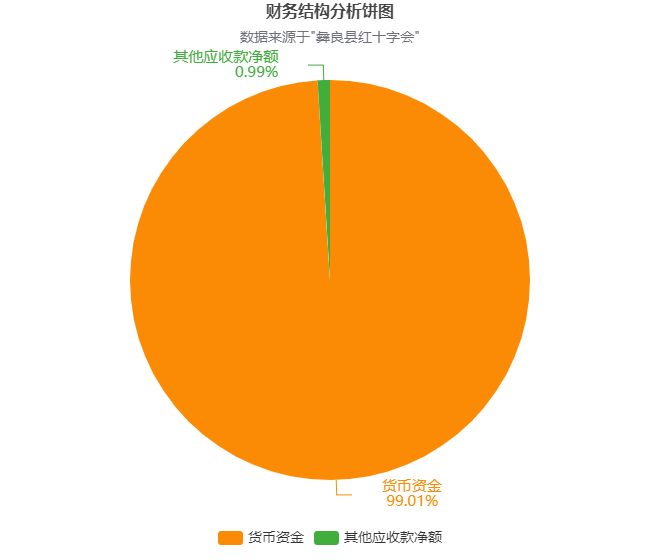 财务结构分析饼图
数据来源于"彝良县红十字会"
其他应收款净额
0.99%
货币资金
99.01%
货币资金 其他应收款净额